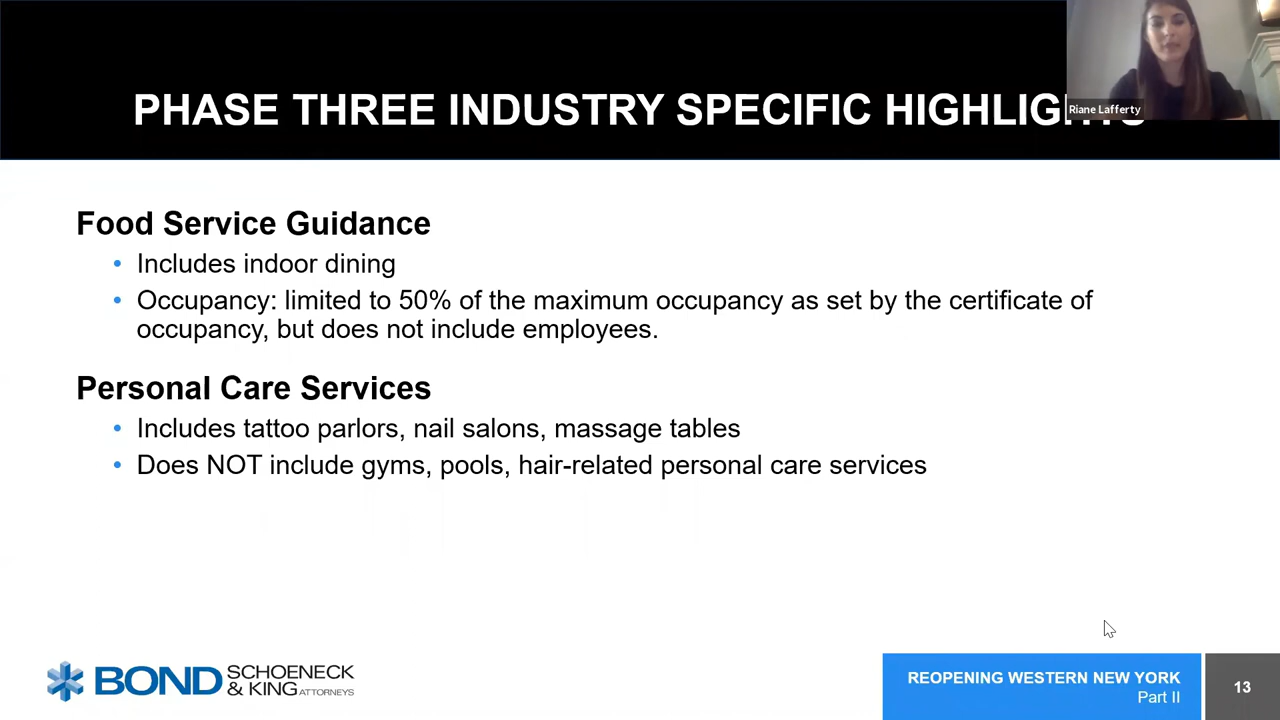 PHASE THREE INDUSTRY SPECIFIC HIGHLIGHTS
Riane Lafferty
Food Service Guidance
• Includes indoor dining
• Occupancy: limited to 50% of the maximum occupancy as set by the certificate of
occupancy, but does not include employees.
Personal Care Services
• Includes tattoo parlors, nail salons, massage tables
• Does NOT include gyms, pools, hair-related personal care services
BOND SCHOENECK
& KING ATTORNEYS
REOPENING WESTERN NEW YORK
Part II
13